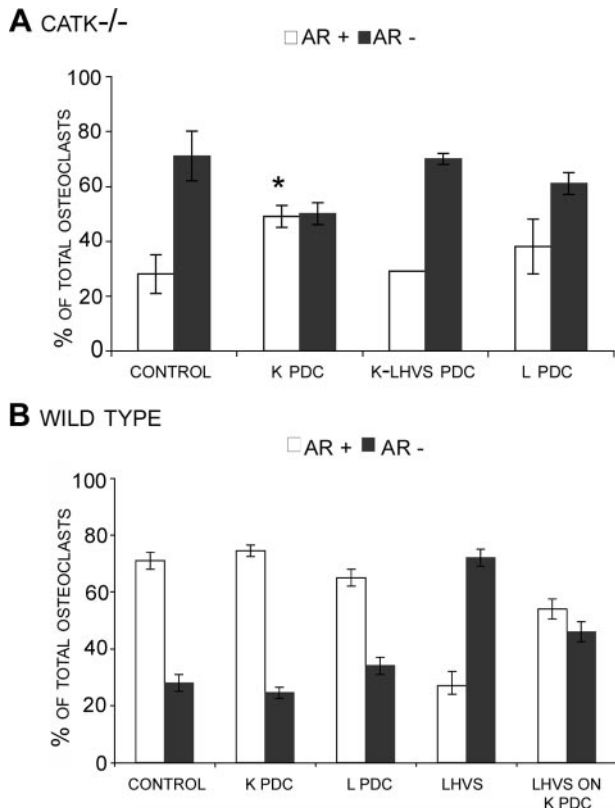 A CATK-/-
AR + AR -
% OF TOTAL OSTEOCLASTS
100
80
60
40
20
0
*
CONTROL K PDC K-LHVS PDC L PDC
B WILD TYPE
AR + AR -
% OF TOTAL OSTEOCLASTS
100
80
60
40
20
0
CONTROL K PDC L PDC LHVS LHVS ON
K PDC